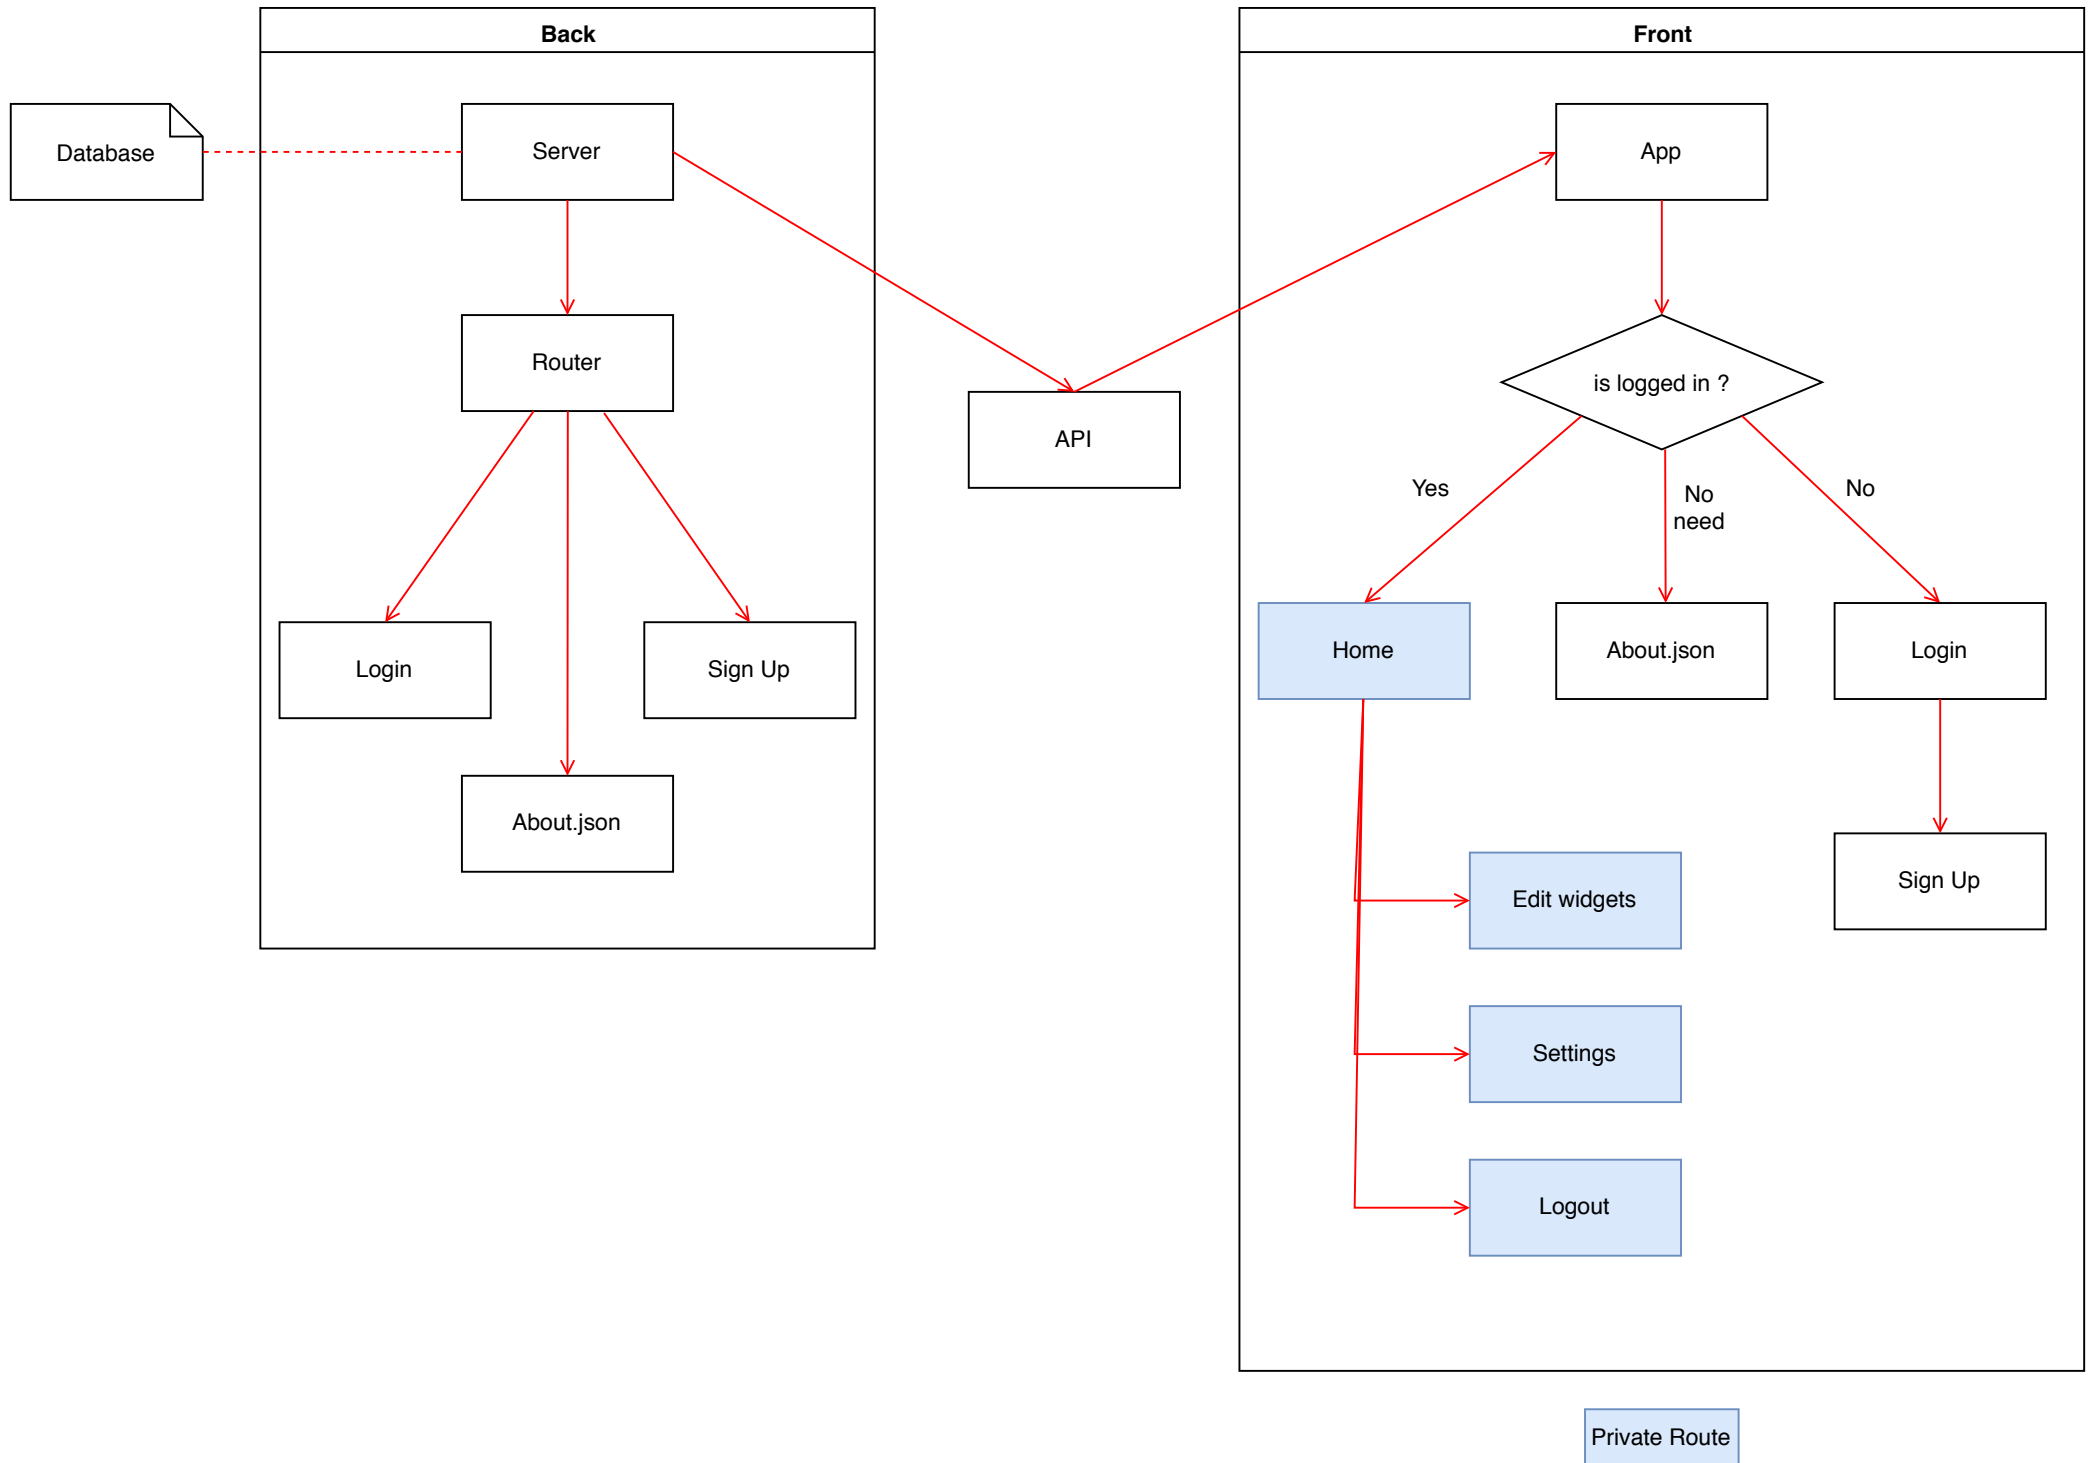 Back
Database
Server
Router
Login
Sign Up
About.json
API
Front
App
is logged in ?
Yes
No
need
No
Home
About.json
Login
Edit widgets
Sign Up
Settings
Logout
Private Route